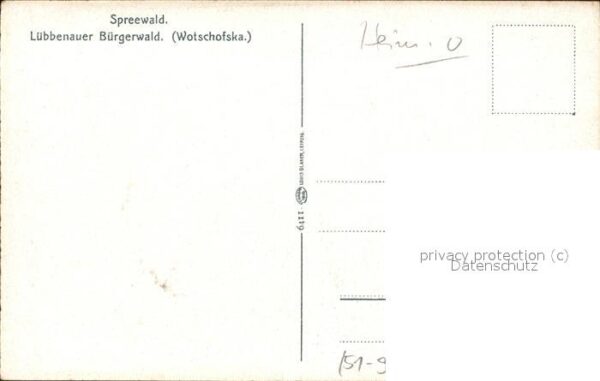 Spreewald.
Lübbenauer Bürgerwald. (Wotschofska.)
1119
privacy protection (c)
Datenschutz